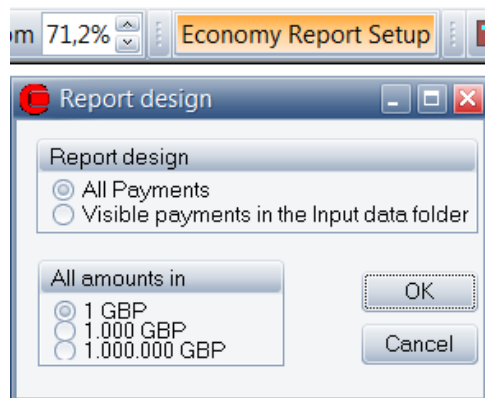 om 71,2% Economy Report Setup
Report design
Report design
All Payments
Visible payments in the Input data folder
All amounts in
1 GBP
1.000 GBP
1.000.000 GBP
OK
Cancel